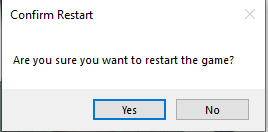 Confirm Restart
Are you sure you want to restart the game?
Yes
No